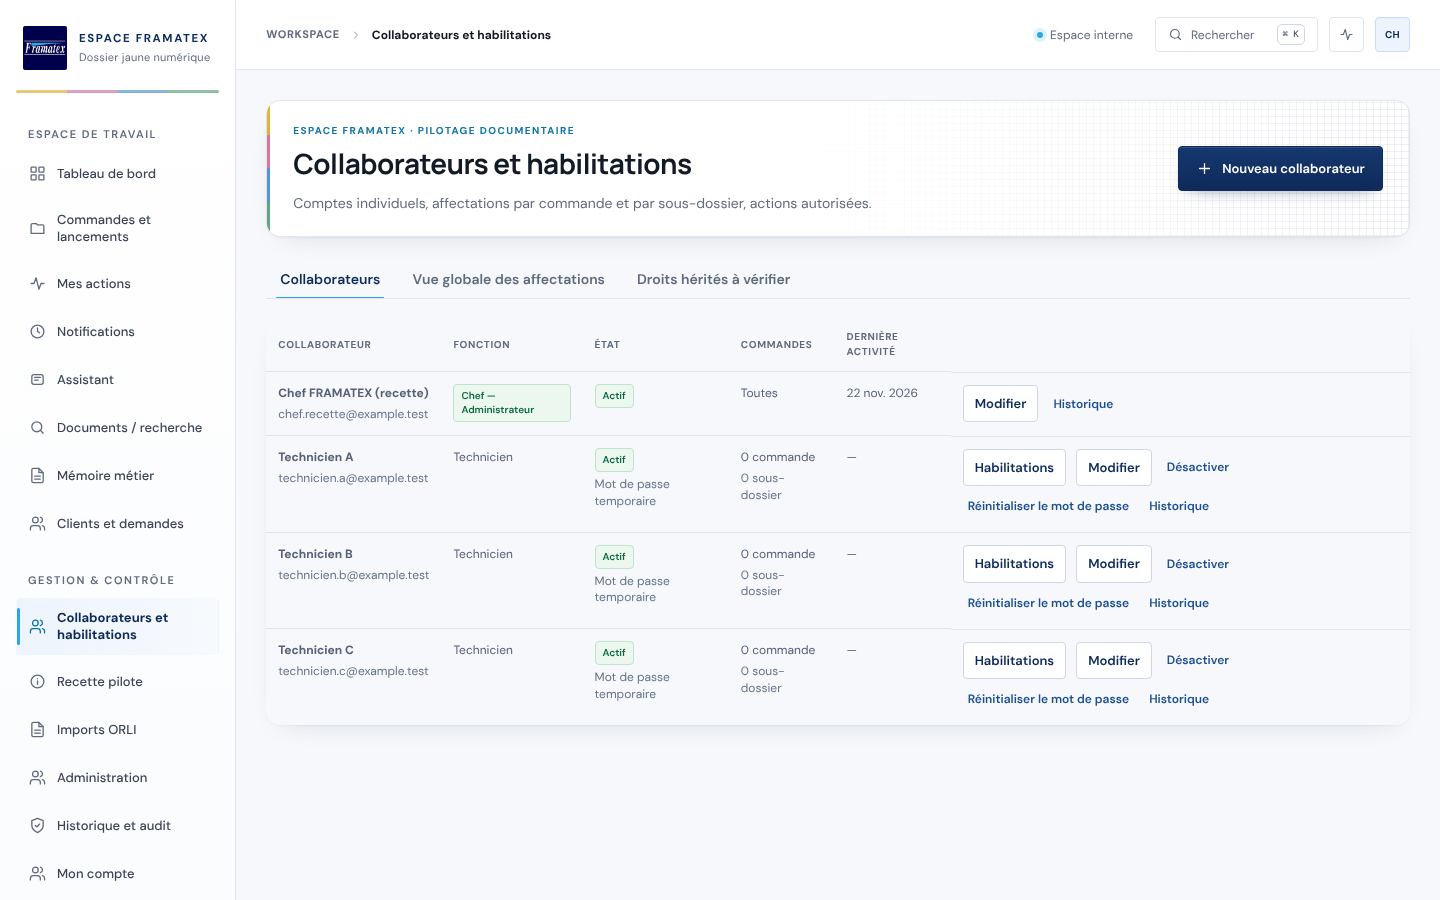 Framatex
ESPACE FRAMATEX
Dossier jaune numérique
ESPACE DE TRAVAIL
Tableau de bord
Commandes et
lancements
Mes actions
Notifications
Assistant
Documents / recherche
Mémoire métier
Clients et demandes
GESTION & CONTRÔLE
Collaborateurs et
habilitations
Recette pilote
Imports ORLI
Administration
Historique et audit
Mon compte
WORKSPACE > Collaborateurs et habilitations
Espace interne
Rechercher ⌘ K
CH
ESPACE FRAMATEX · PILOTAGE DOCUMENTAIRE
Collaborateurs et habilitations
Comptes individuels, affectations par commande et par sous-dossier, actions autorisées.
+ Nouveau collaborateur
Collaborateurs Vue globale des affectations Droits hérités à vérifier
COLLABORATEUR FONCTION ÉTAT COMMANDES DERNIÈRE
ACTIVITÉ
Chef FRAMATEX (recette) Chef — Actif Toutes 22 nov. 2026 Modifier Historique
chef.recette@example.test Administrateur
Technicien A Technicien Actif 0 commande — Habilitations Modifier Désactiver
technicien.a@example.test Mot de passe 0 sous-
temporaire dossier Réinitialiser le mot de passe Historique
Technicien B Technicien Actif 0 commande — Habilitations Modifier Désactiver
technicien.b@example.test Mot de passe 0 sous-
temporaire dossier Réinitialiser le mot de passe Historique
Technicien C Technicien Actif 0 commande — Habilitations Modifier Désactiver
technicien.c@example.test Mot de passe 0 sous-
temporaire dossier Réinitialiser le mot de passe Historique